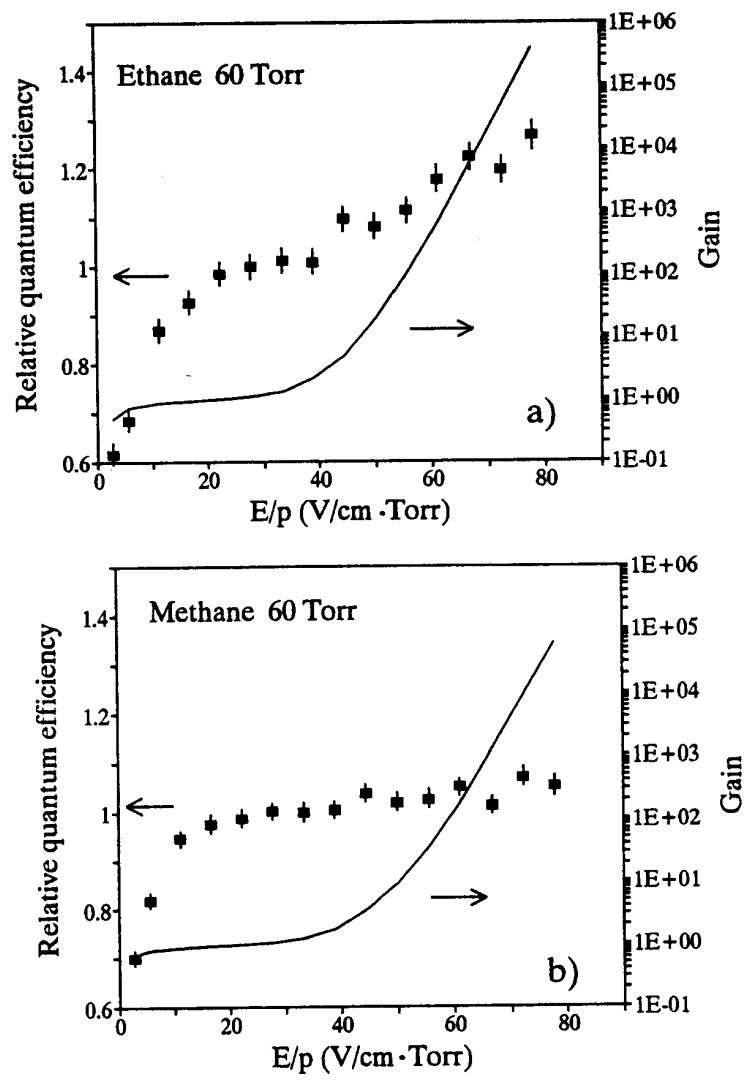 Ethane 60 Torr
Relative quantum efficiency
1.4
1.2
1
0.8
0.6
1E+06
1E+05
1E+04
1E+03
1E+02
1E+01
1E+00
1E-01
Gain
a)
0
20
40
60
80
E/p (V/cm·Torr)
Methane 60 Torr
Relative quantum efficiency
1.4
1.2
1
0.8
0.6
1E+06
1E+05
1E+04
1E+03
1E+02
1E+01
1E+00
1E-01
Gain
b)
0
20
40
60
80
E/p (V/cm·Torr)